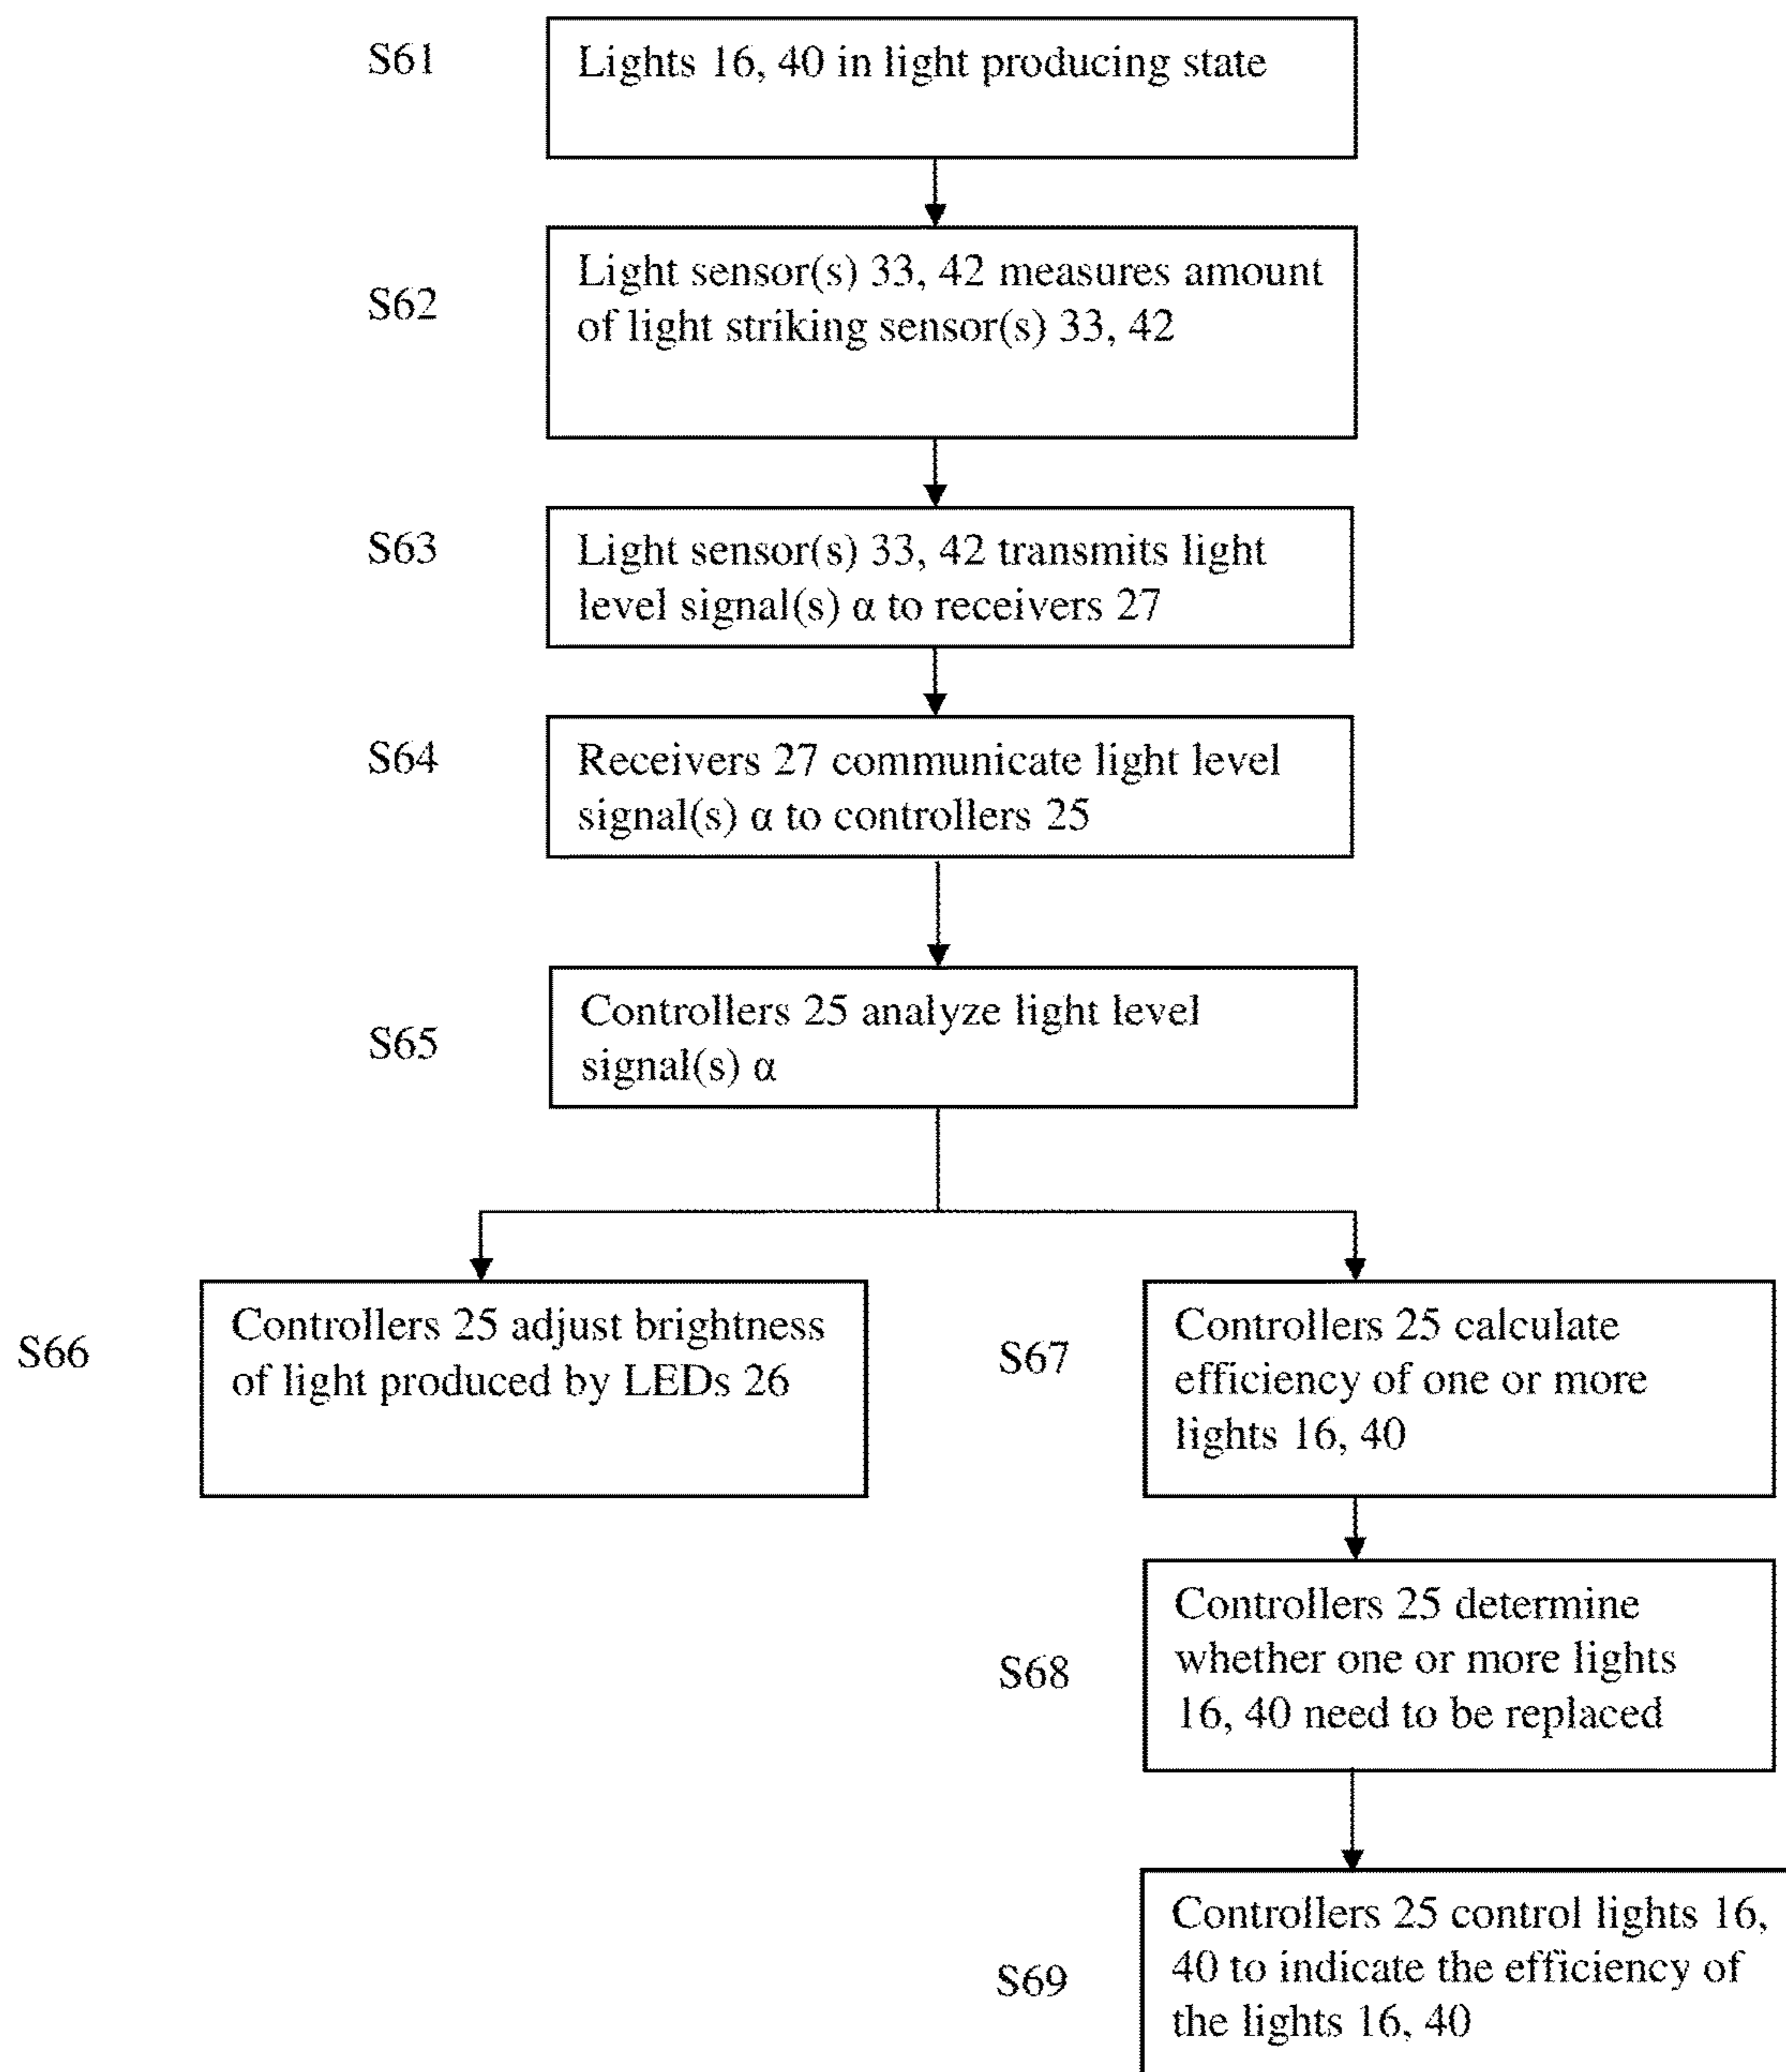 S61
Lights 16, 40 in light producing state
S62
Light sensor(s) 33, 42 measures amount
of light striking sensor(s) 33, 42
S63
Light sensor(s) 33, 42 transmits light
level signal(s) α to receivers 27
S64
Receivers 27 communicate light level
signal(s) α to controllers 25
S65
Controllers 25 analyze light level
signal(s) α
S66
Controllers 25 adjust brightness
of light produced by LEDs 26
S67
Controllers 25 calculate
efficiency of one or more
lights 16, 40
S68
Controllers 25 determine
whether one or more lights
16, 40 need to be replaced
S69
Controllers 25 control lights 16,
40 to indicate the efficiency of
the lights 16, 40